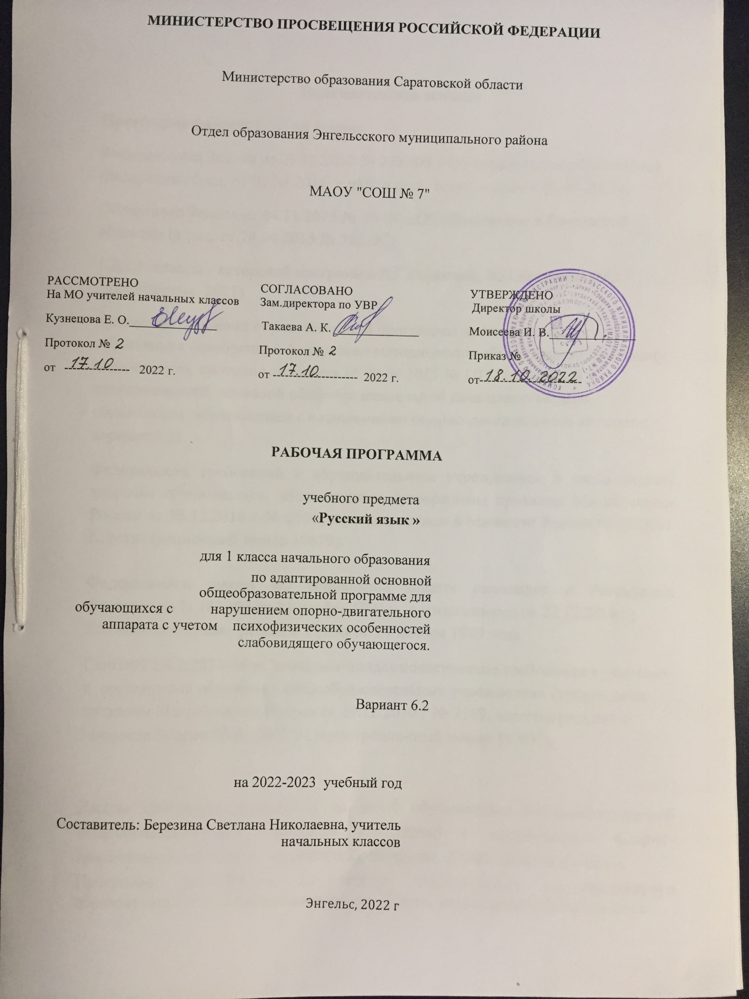 МИНИСТЕРСТВО ПРОСВЕЩЕНИЯ РОССИЙСКОЙ ФЕДЕРАЦИИ
Министерство образования Саратовской области
Отдел образования Энгельсского муниципального района
МАОУ "СОШ № 7"
РАССМОТРЕНО
На МО учителей начальных классов
Кузнецова Е. О.
Протокол № 2
от 17.10 2022 г.
СОГЛАСОВАНО
Зам.директора по УВР
Такаева А. К.
Протокол № 2
от 17.10. 2022 г.
УТВЕРЖДЕНО
Директор школы
Моисеева И. В.
Приказ №
от 18.10.2022
РАБОЧАЯ ПРОГРАММА
учебного предмета
«Русский язык »
для 1 класса начального образования
по адаптированной основной
общеобразовательной программе для
обучающихся с нарушением опорно-двигательного
аппарата с учетом психофизических особенностей
слабовидящего обучающегося.
Вариант 6.2
на 2022-2023 учебный год
Составитель: Березина Светлана Николаевна, учитель
начальных классов
Энгельс, 2022 г